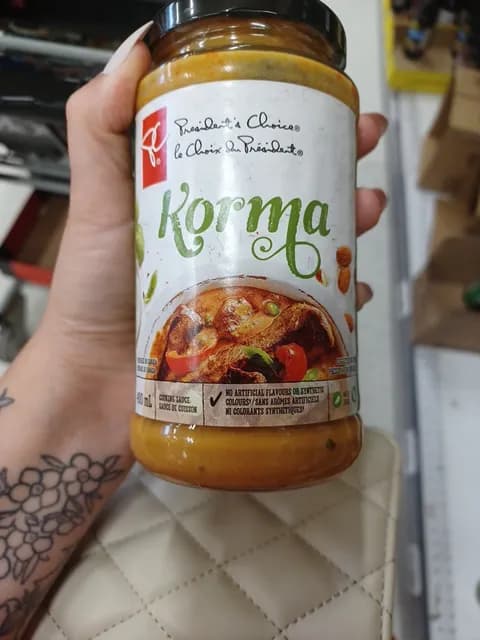 President's Choice®
le Choix du Président®
Korma
mL
COOKING SAUCE
SAUCE DE CUISSON
NO ARTIFICIAL FLAVOURS OR SYNTHETIC
COLOURS / SANS ARÔMES ARTIFICIELS
NI COLORANTS SYNTHÉTIQUES